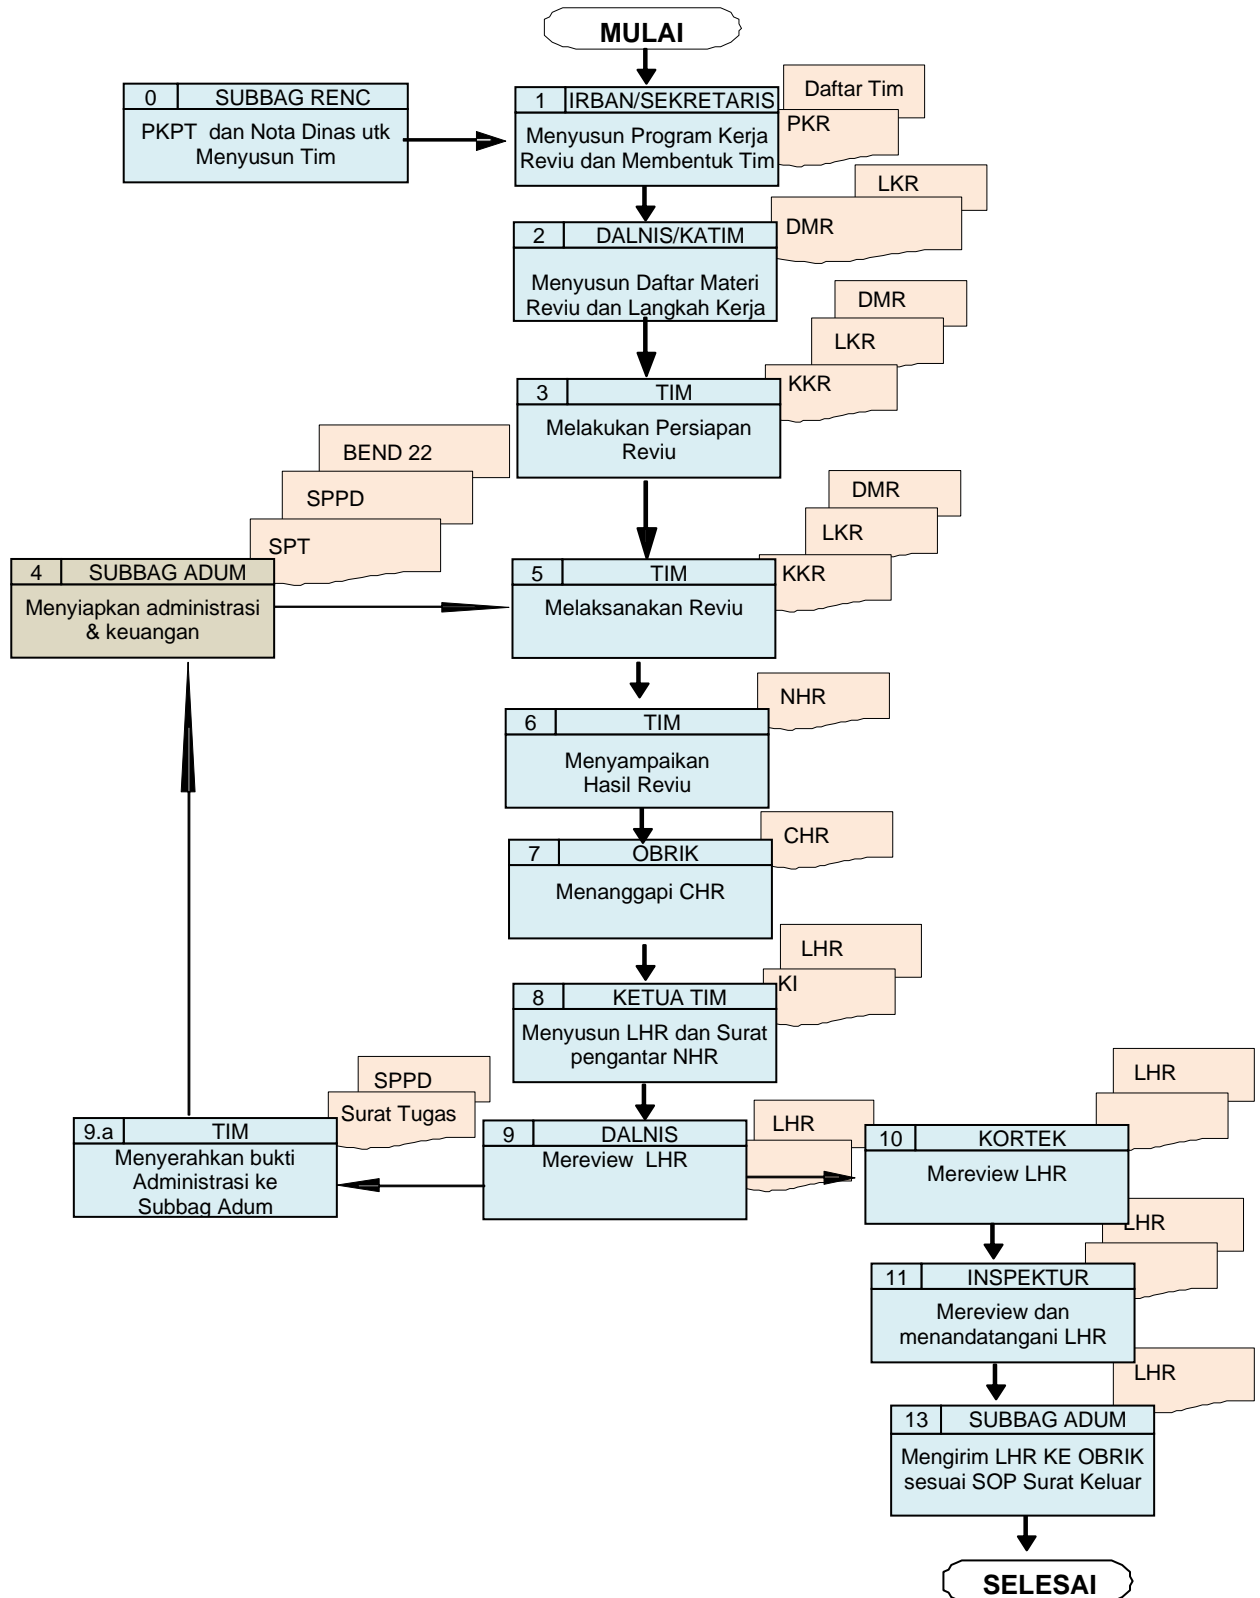 MULAI
0 SUBBAG RENC
PKPT dan Nota Dinas utk
Menyusun Tim
1 IRBAN/SEKRETARIS
Menyusun Program Kerja
Reviu dan Membentuk Tim
Daftar Tim
PKR
2 DALNIS/KATIM
Menyusun Daftar Materi
Reviu dan Langkah Kerja
LKR
DMR
3 TIM
Melakukan Persiapan
Reviu
DMR
LKR
KKR
BEND 22
SPPD
SPT
4 SUBBAG ADUM
Menyiapkan administrasi
& keuangan
5 TIM
Melaksanakan Reviu
DMR
LKR
KKR
6 TIM
Menyampaikan
Hasil Reviu
NHR
7 OBRIK
Menanggapi CHR
CHR
8 KETUA TIM
Menyusun LHR dan Surat
pengantar NHR
LHR
KI
SPPD
Surat Tugas
9.a TIM
Menyerahkan bukti
Administrasi ke
Subbag Adum
9 DALNIS
Mereview LHR
LHR
10 KORTEK
Mereview LHR
LHR
11 INSPEKTUR
Mereview dan
menandatangani LHR
LHR
13 SUBBAG ADUM
Mengirim LHR KE OBRIK
sesuai SOP Surat Keluar
LHR
SELESAI